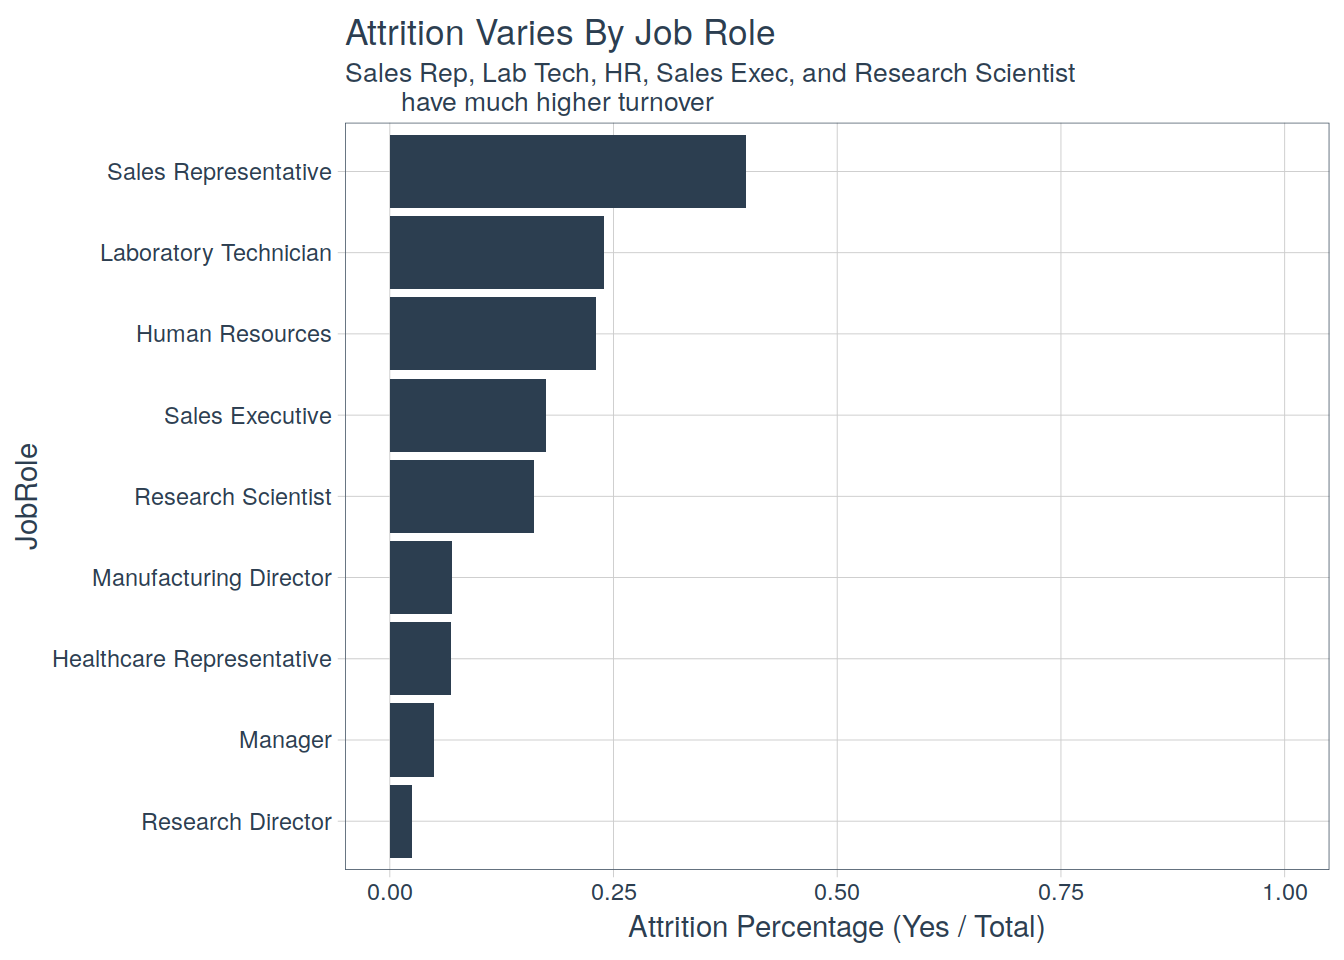 Attrition Varies By Job Role
Sales Rep, Lab Tech, HR, Sales Exec, and Research Scientist
have much higher turnover
JobRole
Sales Representative
Laboratory Technician
Human Resources
Sales Executive
Research Scientist
Manufacturing Director
Healthcare Representative
Manager
Research Director
0.00 0.25 0.50 0.75 1.00
Attrition Percentage (Yes / Total)